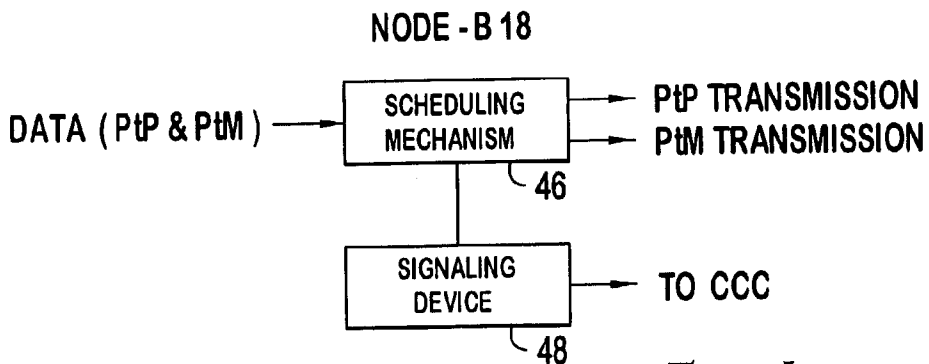 NODE - B 18
DATA (PtP & PtM)
SCHEDULING
MECHANISM
PtP TRANSMISSION
PtM TRANSMISSION
46
SIGNALING
DEVICE
TO CCC
48